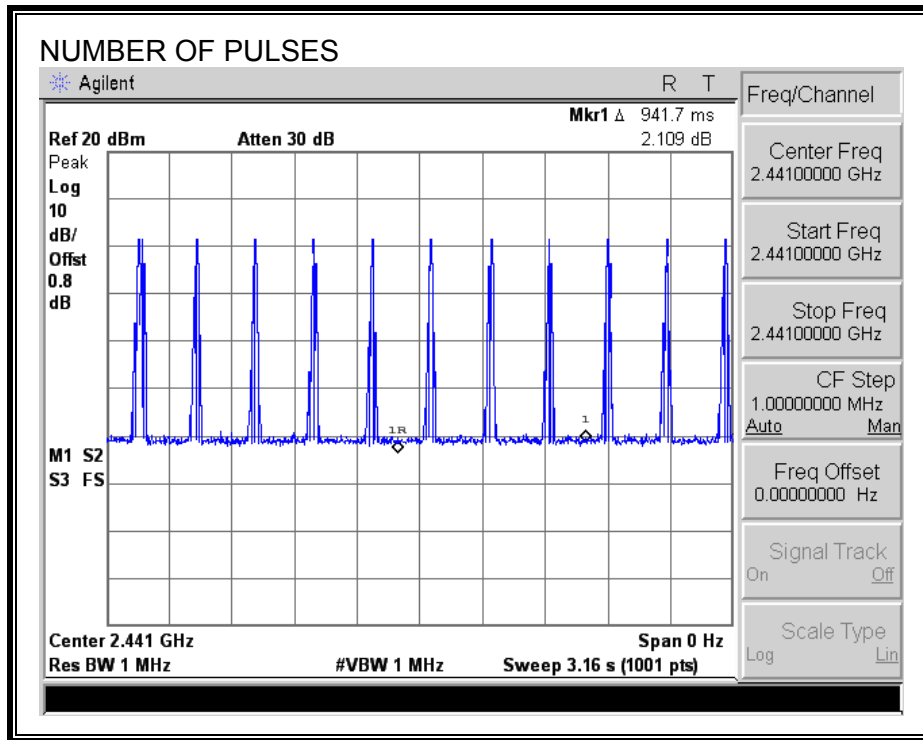 NUMBER OF PULSES
Agilent R T
Mkr1 Δ 941.7 ms
Ref 20 dBm Atten 30 dB 2.109 dB
Peak
Log
10
dB/
Offst
0.8
dB
1R
1
M1 S2
S3 FS
Center 2.441 GHz Span 0 Hz
Res BW 1 MHz #VBW 1 MHz Sweep 3.16 s (1001 pts)
Freq/Channel
Center Freq
2.44100000 GHz
Start Freq
2.44100000 GHz
Stop Freq
2.44100000 GHz
CF Step
1.00000000 MHz
Auto Man
Freq Offset
0.00000000 Hz
Signal Track
On Off
Scale Type
Log Lin